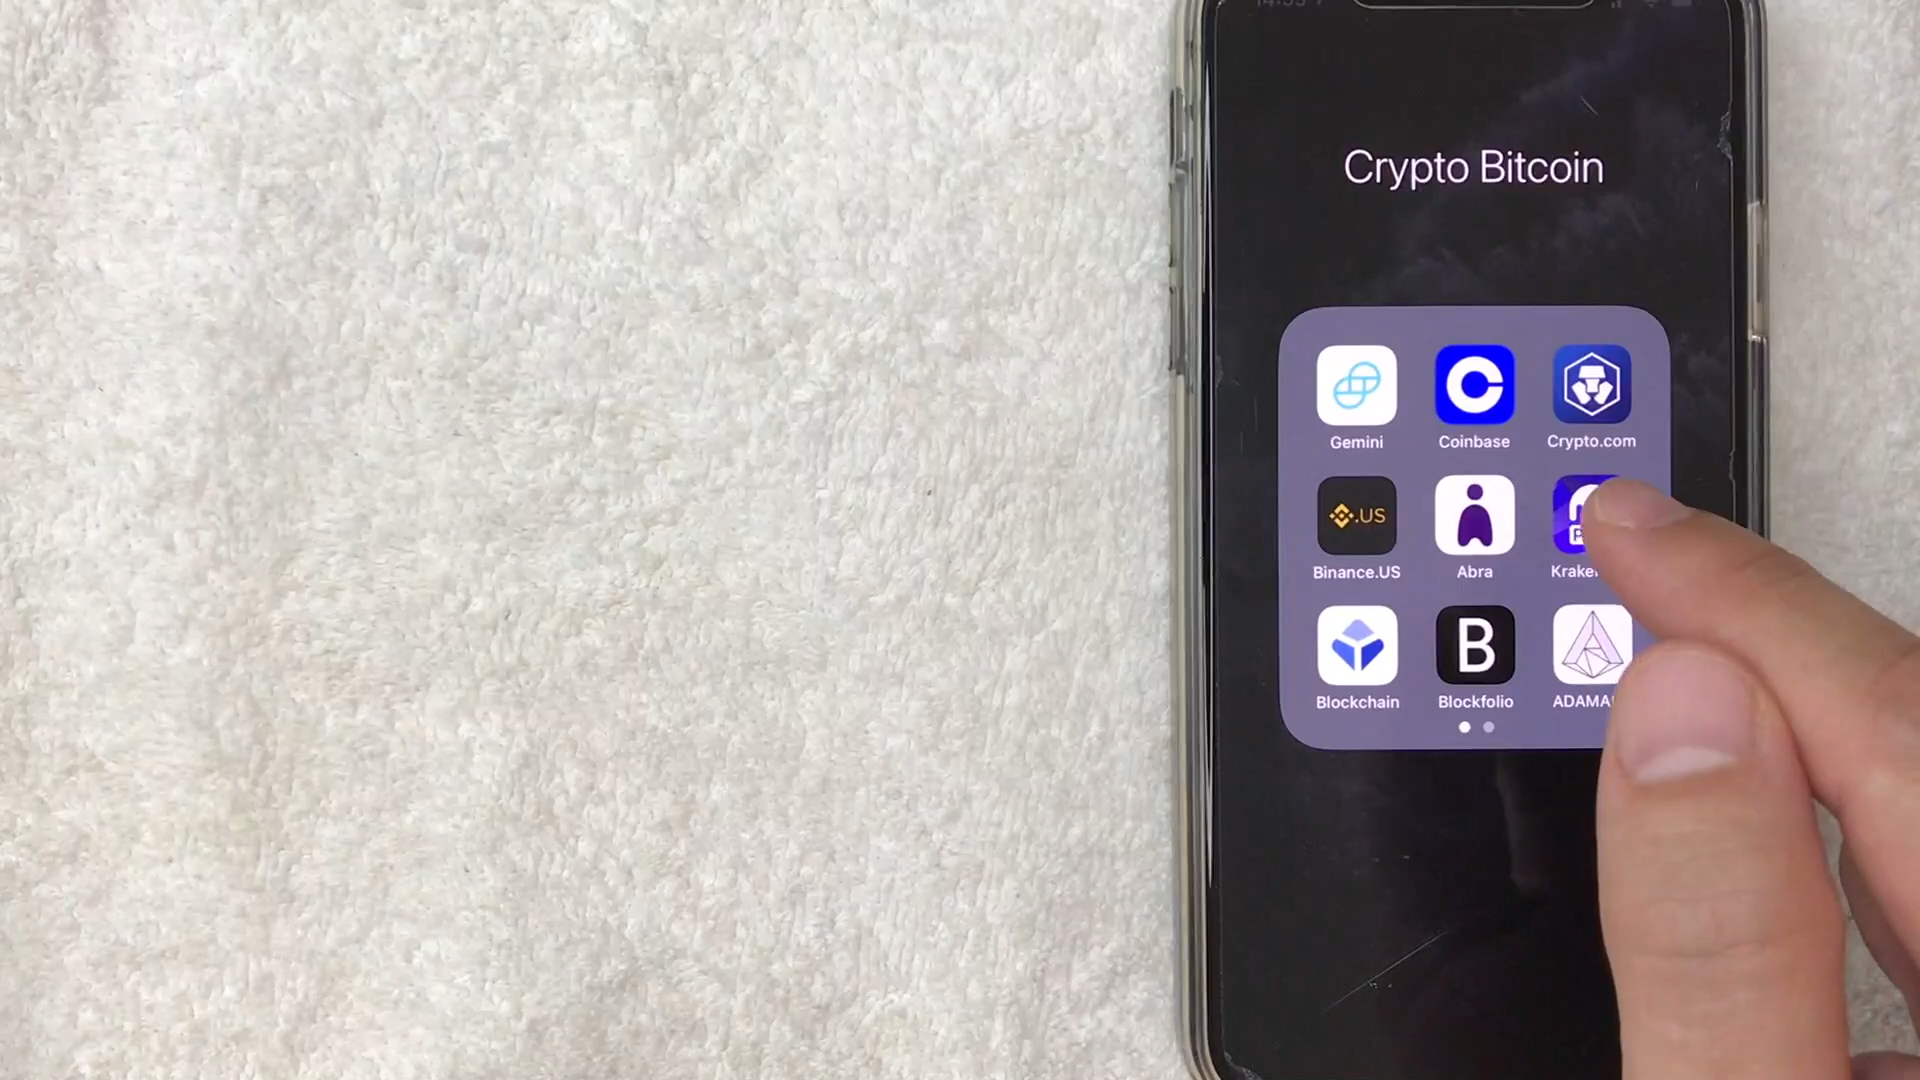 Crypto Bitcoin
Gemini
Coinbase
Crypto.com
.US
Binance.US
Abra
B
Blockchain
Blockfolio